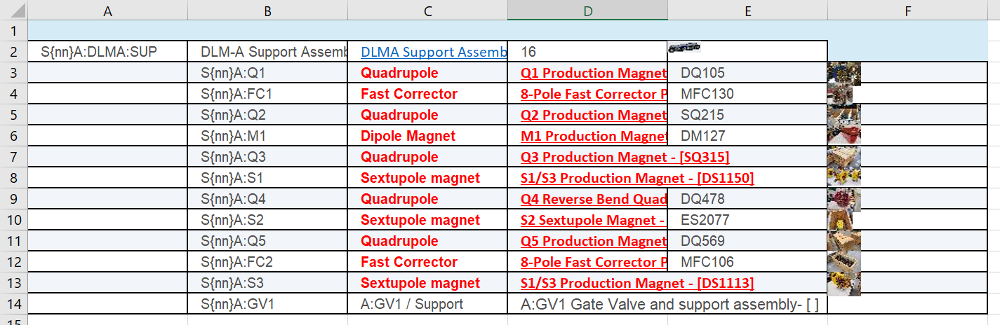 A B C D E F
1
2 S{nn}A:DLMA:SUP DLM-A Support Assemb DLMA Support Assemb 16
3 S{nn}A:Q1 Quadrupole Q1 Production Magnet DQ105
4 S{nn}A:FC1 Fast Corrector 8-Pole Fast Corrector P MFC130
5 S{nn}A:Q2 Quadrupole Q2 Production Magnet SQ215
6 S{nn}A:M1 Dipole Magnet M1 Production Magnet DM127
7 S{nn}A:Q3 Quadrupole Q3 Production Magnet - [SQ315]
8 S{nn}A:S1 Sextupole magnet S1/S3 Production Magnet - [DS1150]
9 S{nn}A:Q4 Quadrupole Q4 Reverse Bend Quad DQ478
10 S{nn}A:S2 Sextupole magnet S2 Sextupole Magnet - ES2077
11 S{nn}A:Q5 Quadrupole Q5 Production Magnet DQ569
12 S{nn}A:FC2 Fast Corrector 8-Pole Fast Corrector P MFC106
13 S{nn}A:S3 Sextupole magnet S1/S3 Production Magnet - [DS1113]
14 S{nn}A:GV1 A:GV1 / Support A:GV1 Gate Valve and support assembly- [ ]
15